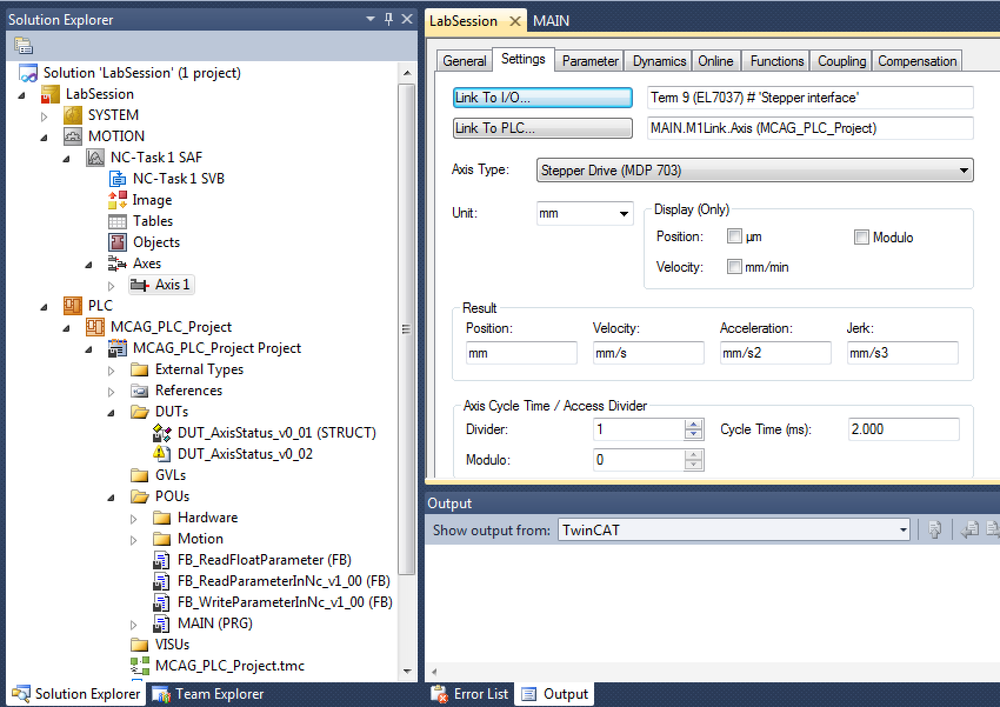 Solution Explorer
Solution 'LabSession' (1 project)
LabSession
SYSTEM
MOTION
NC-Task 1 SAF
NC-Task 1 SVB
Image
Tables
Objects
Axes
Axis 1
PLC
MCAG_PLC_Project
MCAG_PLC_Project Project
External Types
References
DUTs
DUT_AxisStatus_v0_01 (STRUCT)
DUT_AxisStatus_v0_02
GVLs
POUs
Hardware
Motion
FB_ReadFloatParameter (FB)
FB_ReadParameterInNc_v1_00 (FB)
FB_WriteParameterInNc_v1_00 (FB)
MAIN (PRG)
VISUs
MCAG_PLC_Project.tmc
Solution Explorer Team Explorer
LabSession MAIN
General Settings Parameter Dynamics Online Functions Coupling Compensation
Link To I/O... Term 9 (EL7037) # 'Stepper interface'
Link To PLC... MAIN.M1Link.Axis (MCAG_PLC_Project)
Axis Type: Stepper Drive (MDP 703)
Unit: mm
Display (Only)
Position: µm Modulo
Velocity: mm/min
Result
Position: Velocity: Acceleration: Jerk:
mm mm/s mm/s2 mm/s3
Axis Cycle Time / Access Divider
Divider: 1 Cycle Time (ms): 2.000
Modulo: 0
Output
Show output from: TwinCAT
Error List Output